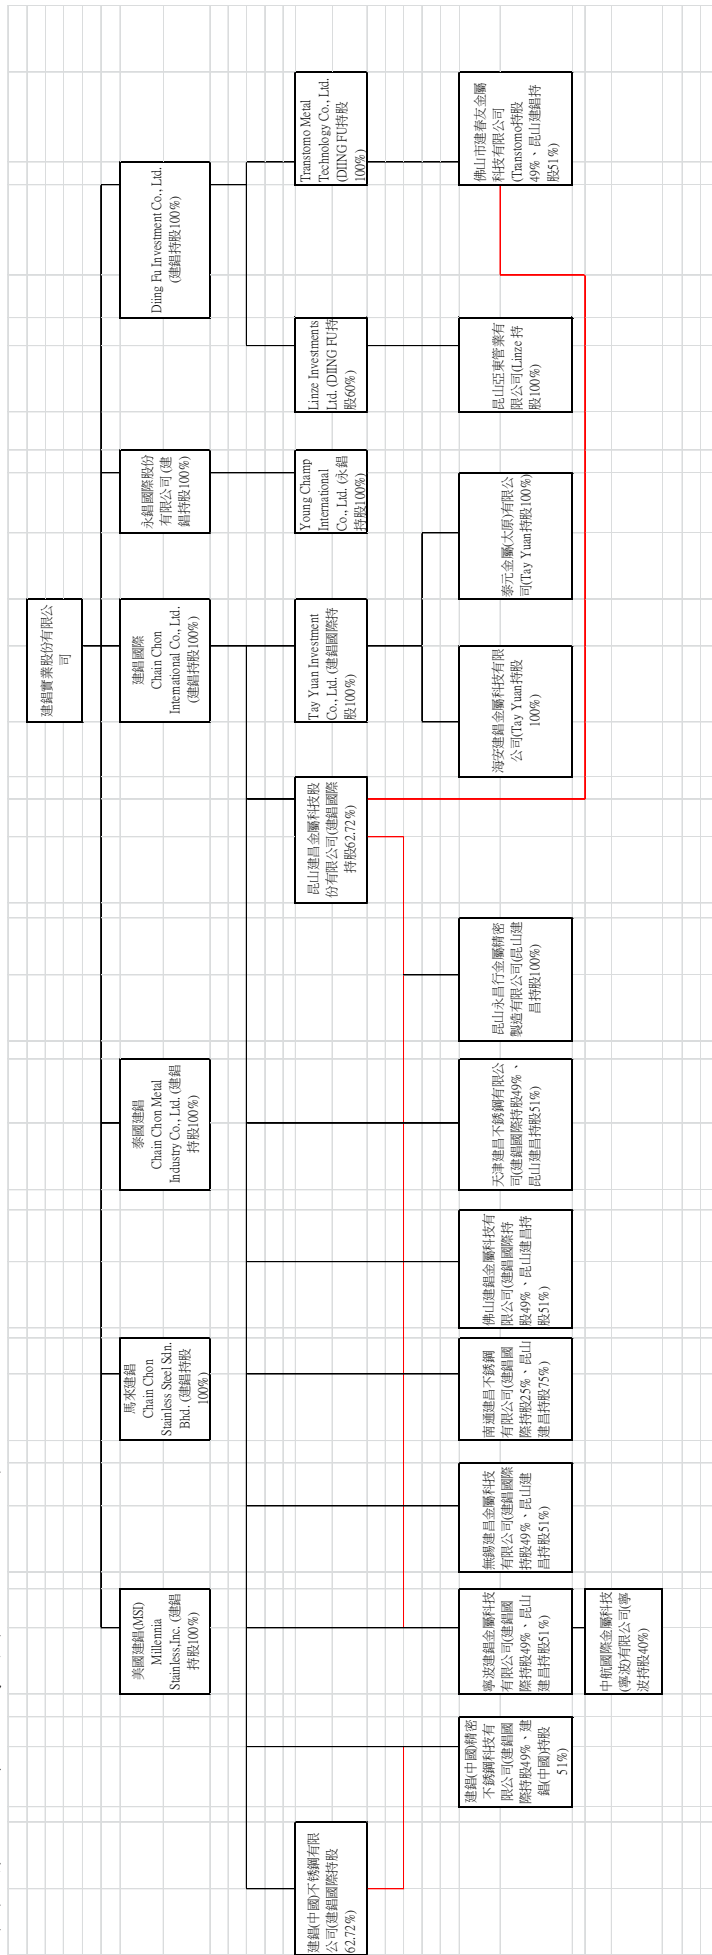 建錩實業股份有限公
司
美國建錩(MSI)
Millennia
Stainless,Inc. (建錩
持股100%)
馬來建錩
Chain Chon
Stainless Steel Sdn.
Bhd. (建錩持股
100%)
泰國建錩
Chain Chon Metal
Industry Co., Ltd. (建錩
持股100%)
建錩國際
Chain Chon
International Co., Ltd.
(建錩持股100%)
永錩國際股份
有限公司 (建
錩持股100%)
Diing Fu Investment Co., Ltd.
(建錩持股100%)
建錩(中國)不锈鋼有限
公司(建錩國際持股
62.72%)
昆山建昌金屬科技股
份有限公司(建錩國際
持股62.72%)
Tay Yuan Investment
Co., Ltd. (建錩國際持
股100%)
Young Champ
International
Co., Ltd. (永錩
持股100%)
Linze Investments
Ltd. (DIING FU持
股60%)
Transtomo Metal
Technology Co., Ltd.
(DIING FU持股
100%)
建錩(中國)精密
不銹鋼科技有
限公司(建錩國
際持股49%、建
錩(中國)持股
51%)
寧波建錩金屬科技
有限公司(建錩國
際持股49%、昆山
建昌持股51%)
無錫建昌金屬科技
有限公司(建錩國際
持股49%、昆山建
昌持股51%)
南通建昌不銹鋼
有限公司(建錩國
際持股25%、昆山
建昌持股75%)
佛山建錩金屬科技有
限公司(建錩國際持
股49%、昆山建昌持
股51%)
天津建昌不銹鋼有限公
司(建錩國際持股49%、
昆山建昌持股51%)
昆山永昌行金屬精密
製造有限公司(昆山建
昌持股100%)
海安建錩金屬科技有限
公司(Tay Yuan持股
100%)
泰元金屬(太原)有限公
司(Tay Yuan持股100%)
昆山亞東管業有
限公司(Linze 持
股100%)
佛山市建春友金屬
科技有限公司
(Transtomo持股
49%、昆山建錩持
股51%)
中航國際金屬科技
(寧波)有限公司(寧
波持股40%)